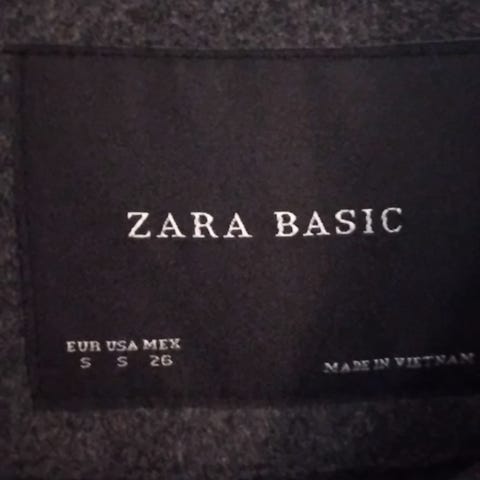 ZARA BASIC
EUR USA MEX
S S 26
MADE IN VIETNAM